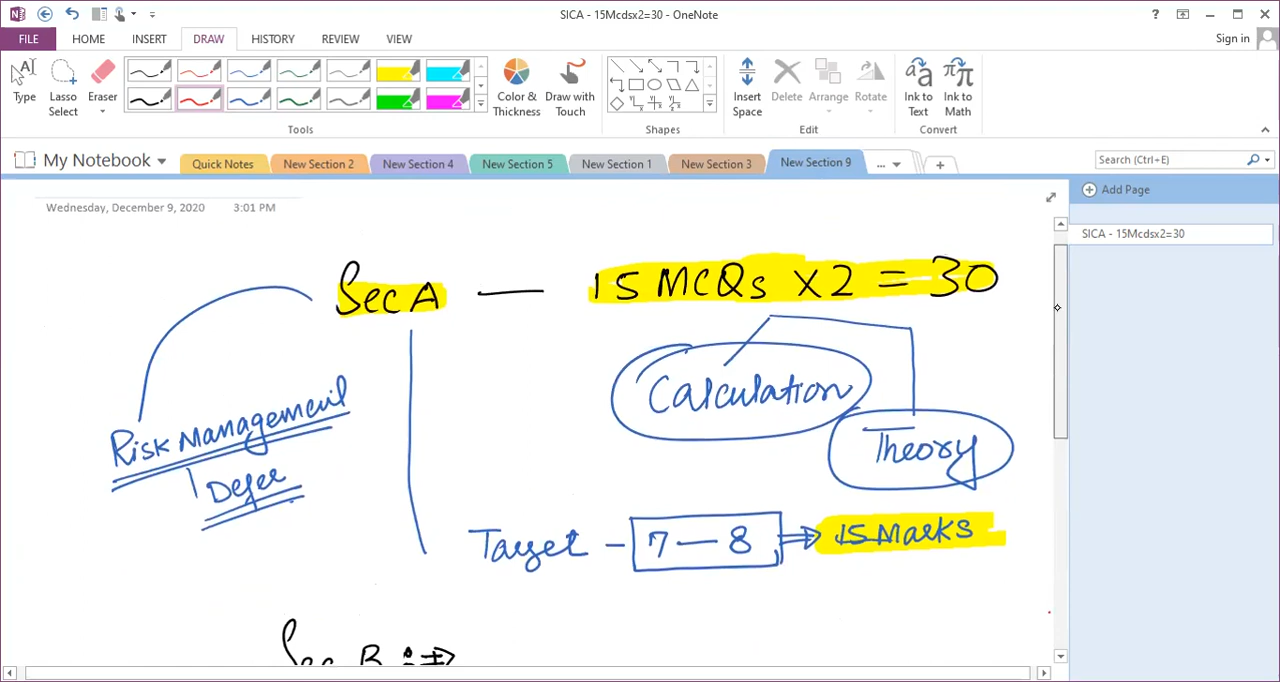 SICA - 15Mcdsx2=30 - OneNote
Sign in
FILE HOME INSERT DRAW HISTORY REVIEW VIEW
Type
Lasso Select
Eraser
Color & Thickness
Draw with Touch
Insert Space
Delete
Arrange
Rotate
Ink to Text
Ink to Math
Tools
Shapes
Edit
Convert
My Notebook
Quick Notes
New Section 2
New Section 4
New Section 5
New Section 1
New Section 3
New Section 9
...
Search (Ctrl+E)
Add Page
SICA - 15Mcdsx2=30
Wednesday, December 9, 2020 3:01 PM
Sec A — 15 MCQs x2 = 30
Calculation
Risk Management
Theory
Defer
Target - 7 — 8 ⇒ 15 Marks
Sec B :⇒